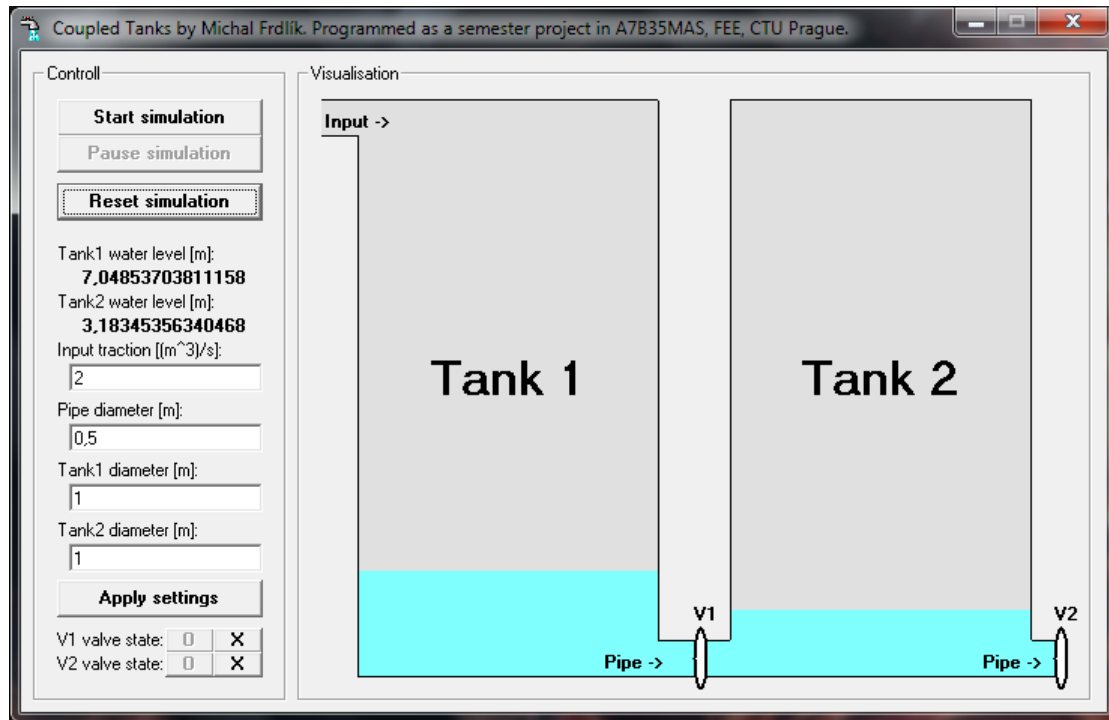 Coupled Tanks by Michal Frdlík. Programmed as a semester project in A7B35MAS, FEE, CTU Prague.
Controll
Start simulation
Pause simulation
Reset simulation
Tank1 water level [m]:
7,04853703811158
Tank2 water level [m]:
3,18345356340468
Input traction [(m^3)/s]:
2
Pipe diameter [m]:
0,5
Tank1 diameter [m]:
1
Tank2 diameter [m]:
1
Apply settings
V1 valve state: 0 X
V2 valve state: 0 X
Visualisation
Input ->
Tank 1
Tank 2
V1
V2
Pipe ->
Pipe ->